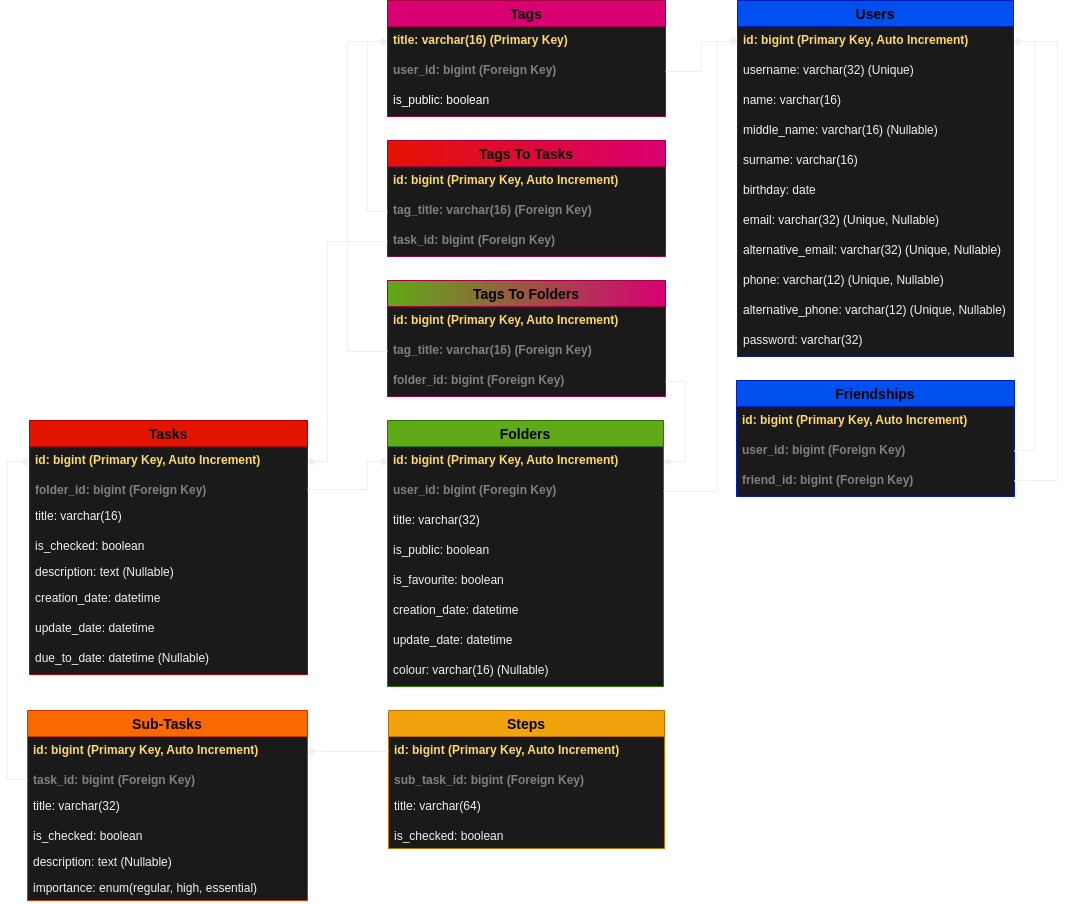 Tags
title: varchar(16) (Primary Key)
user_id: bigint (Foreign Key)
is_public: boolean
Users
id: bigint (Primary Key, Auto Increment)
username: varchar(32) (Unique)
name: varchar(16)
middle_name: varchar(16) (Nullable)
surname: varchar(16)
birthday: date
email: varchar(32) (Unique, Nullable)
alternative_email: varchar(32) (Unique, Nullable)
phone: varchar(12) (Unique, Nullable)
alternative_phone: varchar(12) (Unique, Nullable)
password: varchar(32)
Tags To Tasks
id: bigint (Primary Key, Auto Increment)
tag_title: varchar(16) (Foreign Key)
task_id: bigint (Foreign Key)
Tags To Folders
id: bigint (Primary Key, Auto Increment)
tag_title: varchar(16) (Foreign Key)
folder_id: bigint (Foreign Key)
Friendships
id: bigint (Primary Key, Auto Increment)
user_id: bigint (Foreign Key)
friend_id: bigint (Foregin Key)
Tasks
id: bigint (Primary Key, Auto Increment)
folder_id: bigint (Foreign Key)
title: varchar(16)
is_checked: boolean
description: text (Nullable)
creation_date: datetime
update_date: datetime
due_to_date: datetime (Nullable)
Folders
id: bigint (Primary Key, Auto Increment)
user_id: bigint (Foregin Key)
title: varchar(32)
is_public: boolean
is_favourite: boolean
creation_date: datetime
update_date: datetime
colour: varchar(16) (Nullable)
Sub-Tasks
id: bigint (Primary Key, Auto Increment)
task_id: bigint (Foreign Key)
title: varchar(32)
is_checked: boolean
description: text (Nullable)
importance: enum(regular, high, essential)
Steps
id: bigint (Primary Key, Auto Increment)
sub_task_id: bigint (Foreign Key)
title: varchar(64)
is_checked: boolean